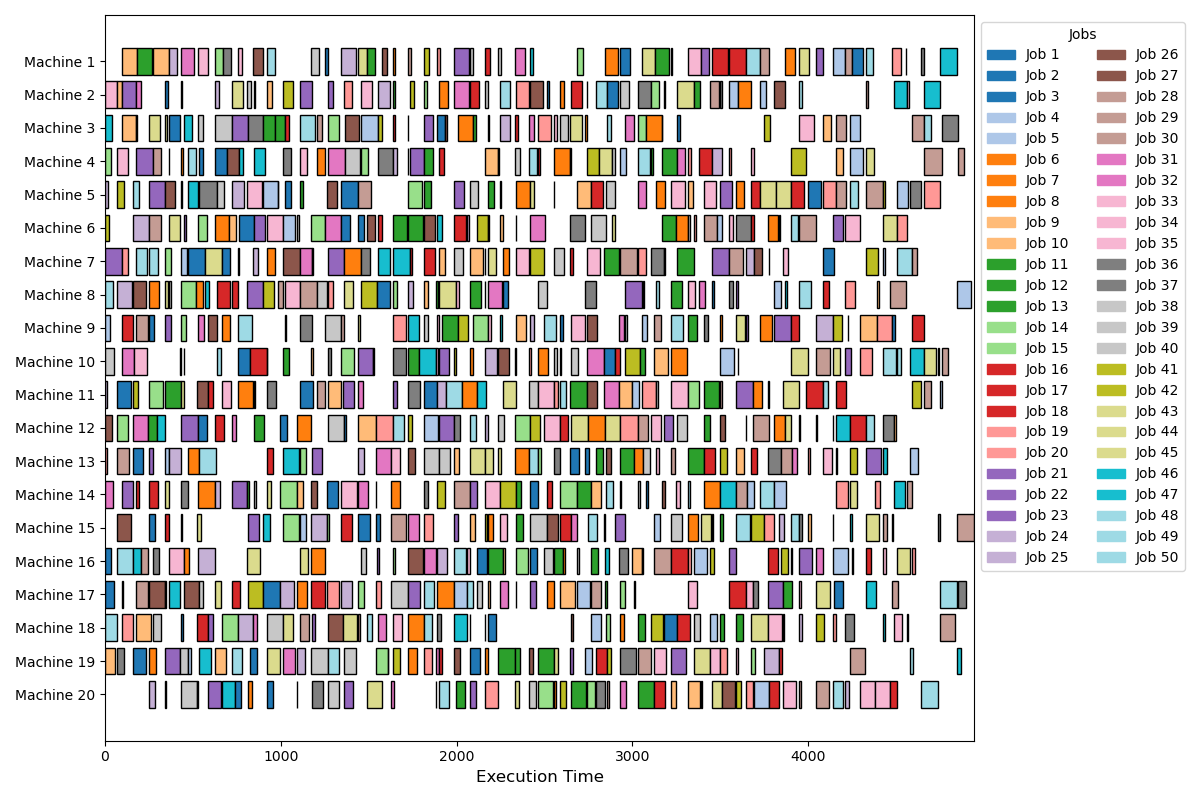 Machine 1
Machine 2
Machine 3
Machine 4
Machine 5
Machine 6
Machine 7
Machine 8
Machine 9
Machine 10
Machine 11
Machine 12
Machine 13
Machine 14
Machine 15
Machine 16
Machine 17
Machine 18
Machine 19
Machine 20
0 1000 2000 3000 4000
Execution Time
Jobs
Job 1
Job 2
Job 3
Job 4
Job 5
Job 6
Job 7
Job 8
Job 9
Job 10
Job 11
Job 12
Job 13
Job 14
Job 15
Job 16
Job 17
Job 18
Job 19
Job 20
Job 21
Job 22
Job 23
Job 24
Job 25
Job 26
Job 27
Job 28
Job 29
Job 30
Job 31
Job 32
Job 33
Job 34
Job 35
Job 36
Job 37
Job 38
Job 39
Job 40
Job 41
Job 42
Job 43
Job 44
Job 45
Job 46
Job 47
Job 48
Job 49
Job 50